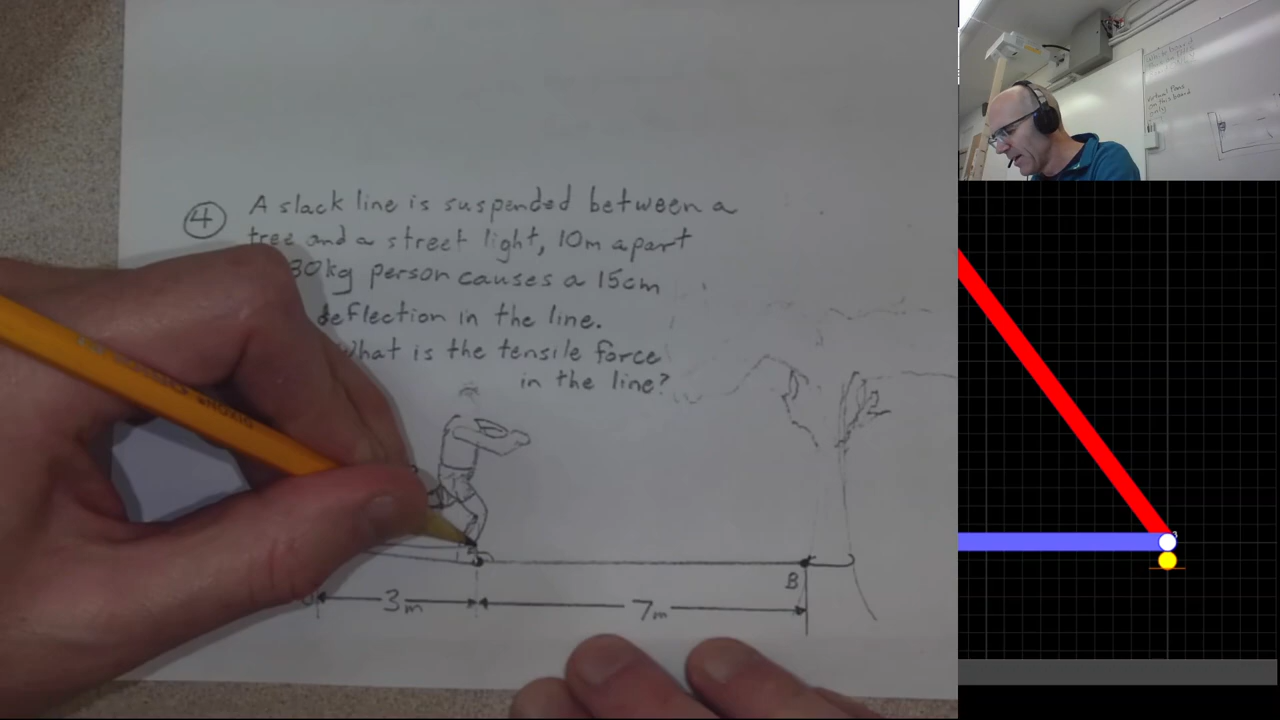 ④ A slack line is suspended between a
tree and a street light, 10m apart
30kg person causes a 15cm
deflection in the line.
What is the tensile force
in the line?
B
3m
7m